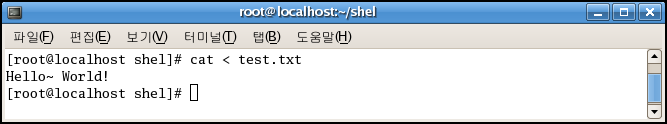 root@localhost:~/shel
파일(F) 편집(E) 보기(V) 터미널(T) 탭(B) 도움말(H)
[root@localhost shel]# cat < test.txt
Hello~ World!
[root@localhost shel]#